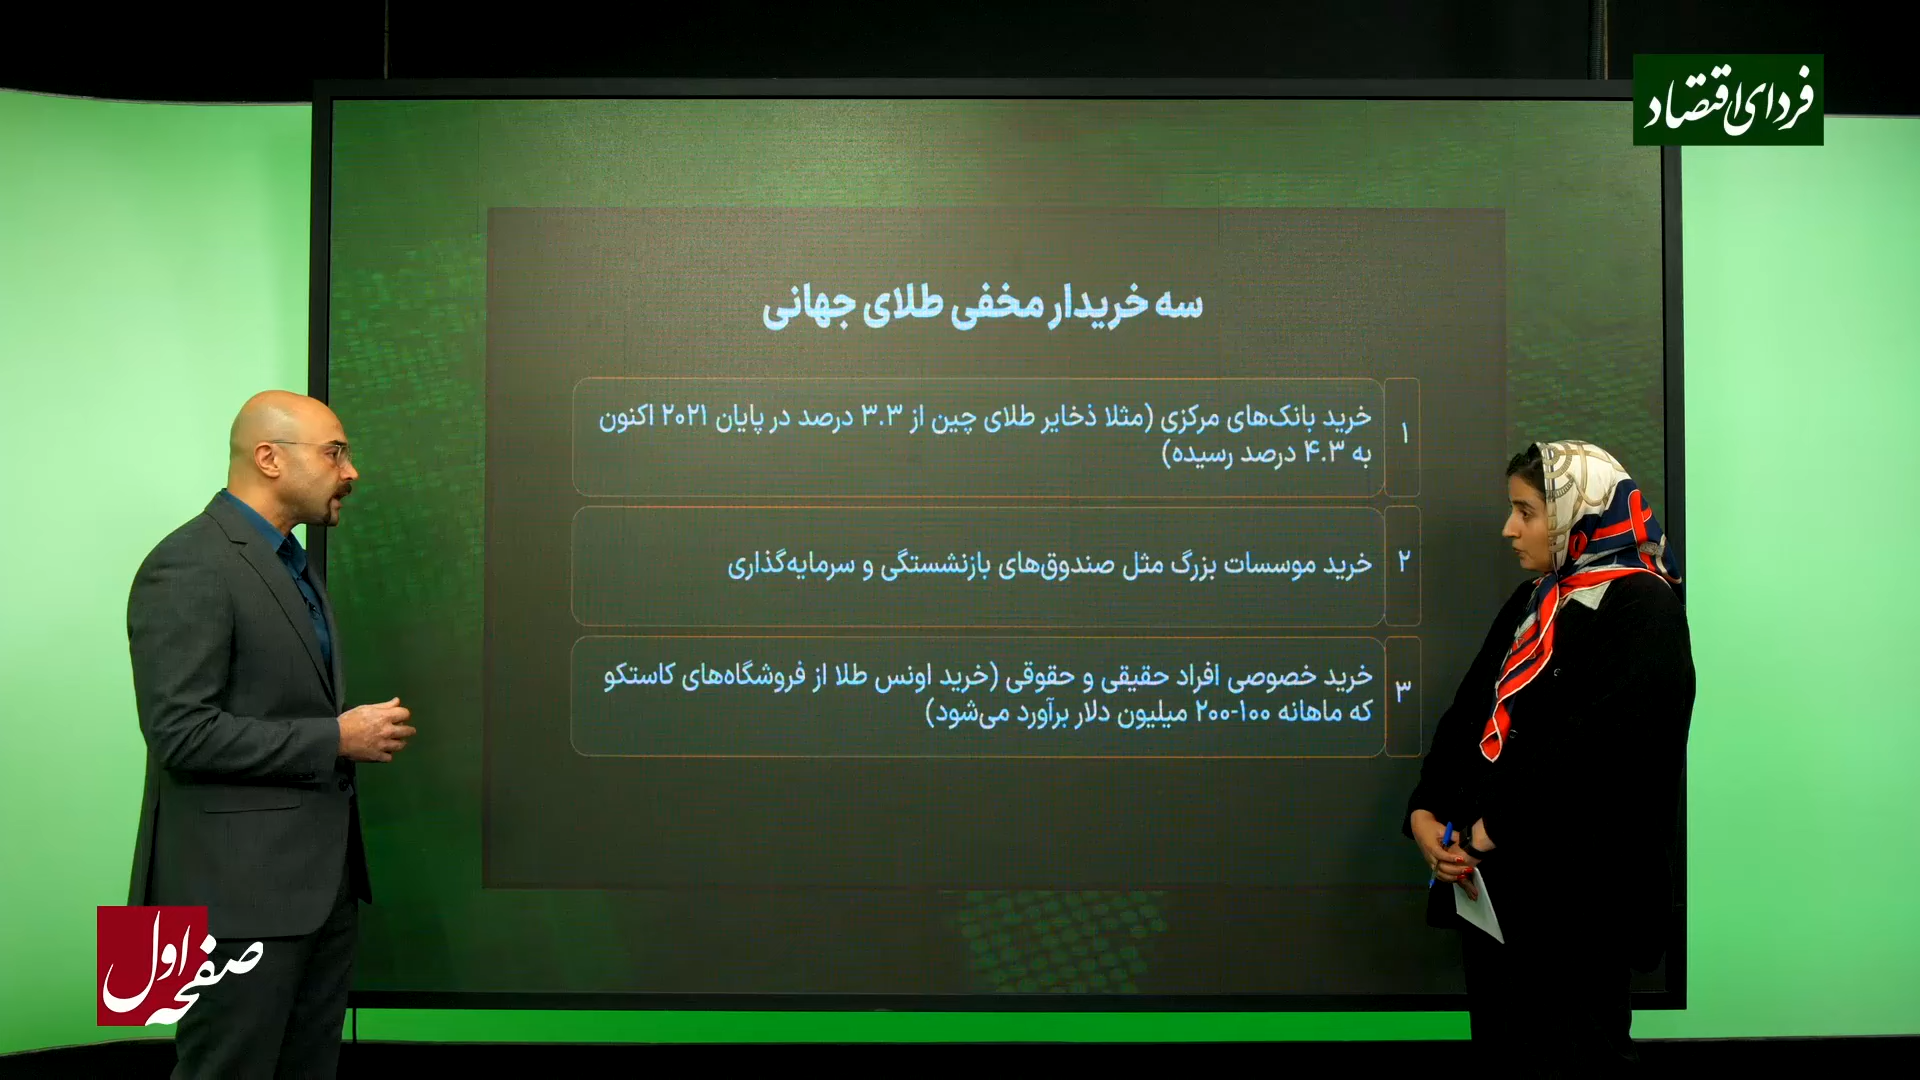 فردای اقتصاد
سه خریدار مخفی طلای جهانی
۱
خرید بانک‌های مرکزی (مثلا ذخایر طلای چین از ۳.۳ درصد در پایان ۲۰۲۱ اکنون
به ۴.۳ درصد رسیده)
۲
خرید موسسات بزرگ مثل صندوق‌های بازنشستگی و سرمایه‌گذاری
۳
خرید خصوصی افراد حقیقی و حقوقی (خرید اونس طلا از فروشگاه‌های کاستکو
که ماهانه ۱۰۰-۲۰۰ میلیون دلار برآورد می‌شود)
صفحه اول